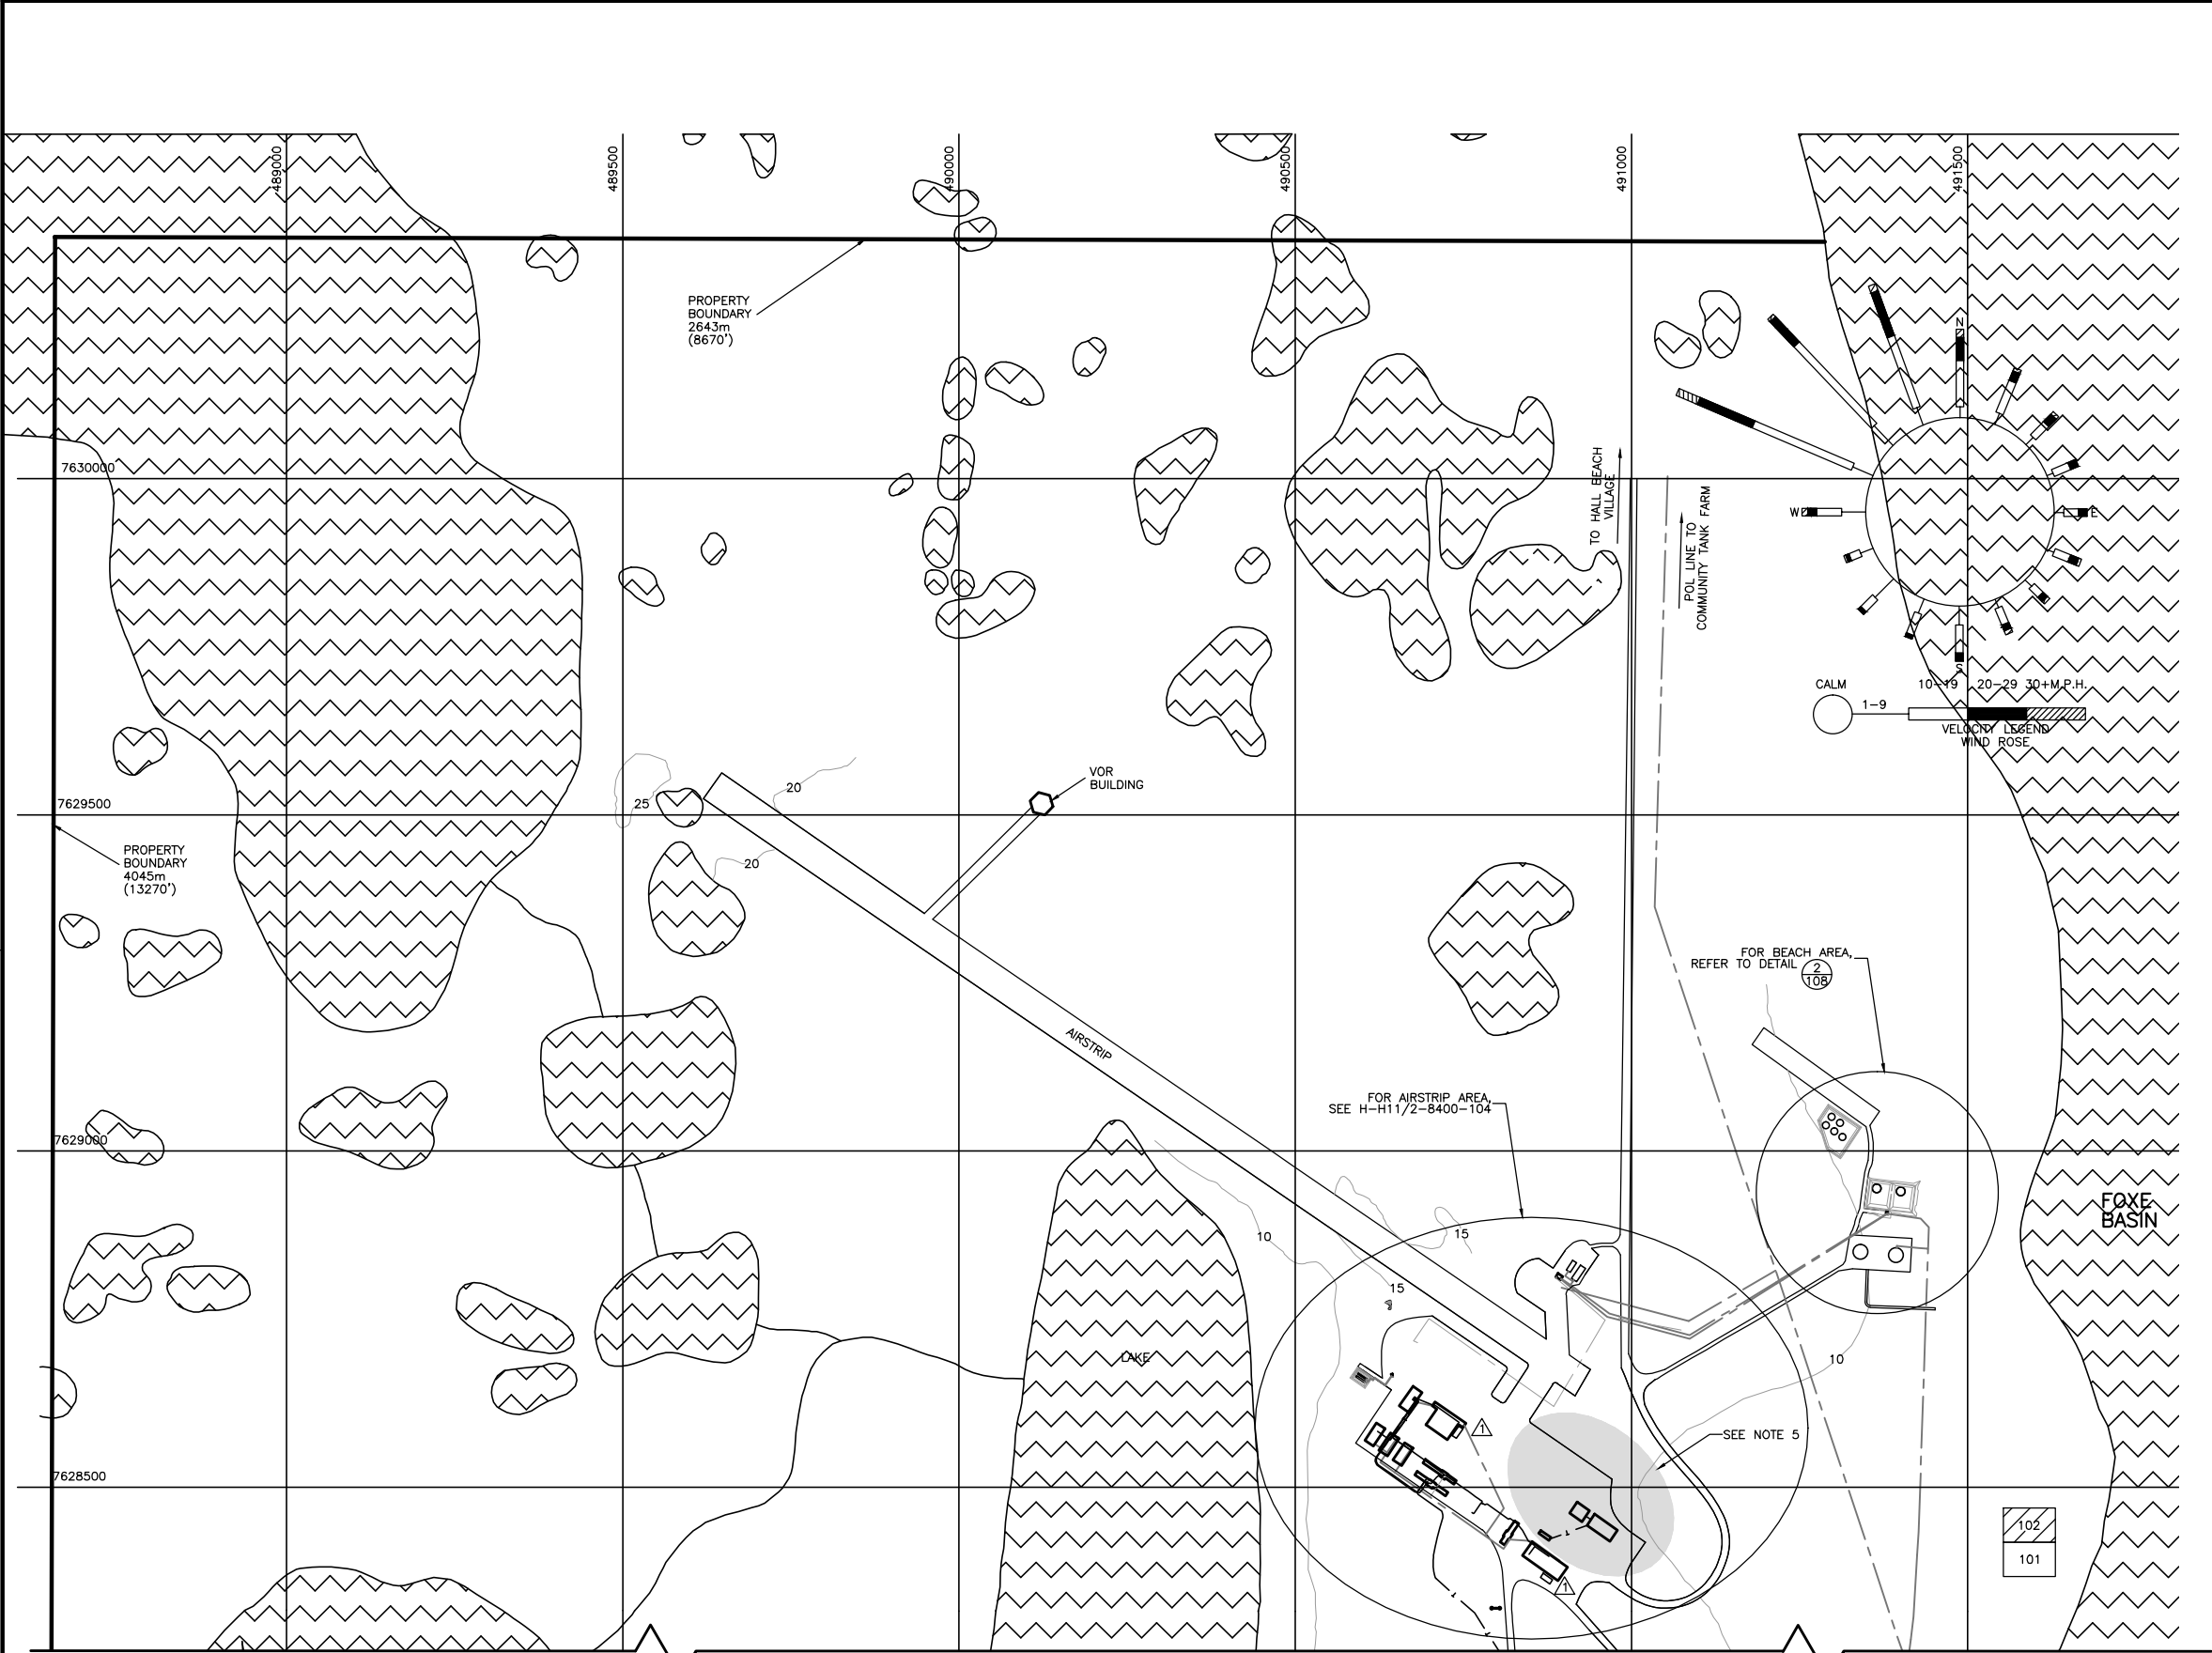 489000
489500
490000
490500
491000
491500
PROPERTY
BOUNDARY
2643m
(8670')
N
7630000
TO HALL BEACH
VILLAGE
POL LINE TO
COMMUNITY TANK FARM
W
E
S
CALM
1-9
10-19
20-29
30+M.P.H.
VELOCITY LEGEND
WIND ROSE
VOR
BUILDING
20
25
7629500
20
PROPERTY
BOUNDARY
4045m
(13270')
FOR BEACH AREA,
REFER TO DETAIL
2
108
AIRSTRIP
FOR AIRSTRIP AREA,
SEE H-H11/2-8400-104
7629000
FOXE
BASIN
10
15
15
LAKE
10
1
SEE NOTE 5
7628500
102
101
1